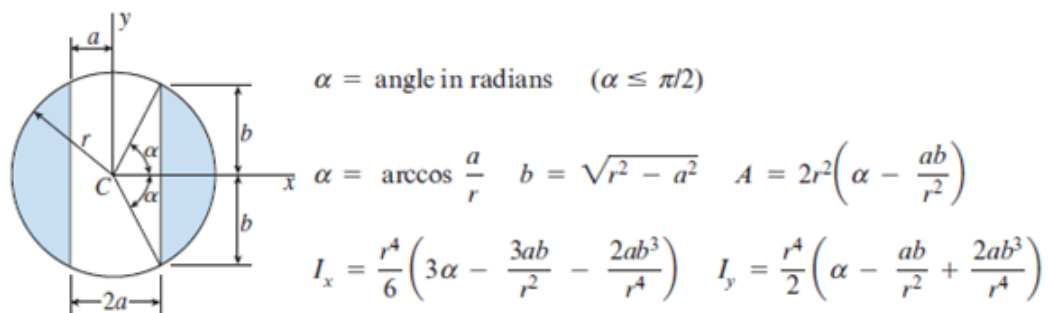 y
a
α = angle in radians (α ≤ π/2)
b
r
α
C
x
α
b
α = arccos a/r b = √r² − a² A = 2r²(α − ab/r²)
I_x = r⁴/6 (3α − 3ab/r² − 2ab³/r⁴) I_y = r⁴/2 (α − ab/r² + 2ab³/r⁴)
2a